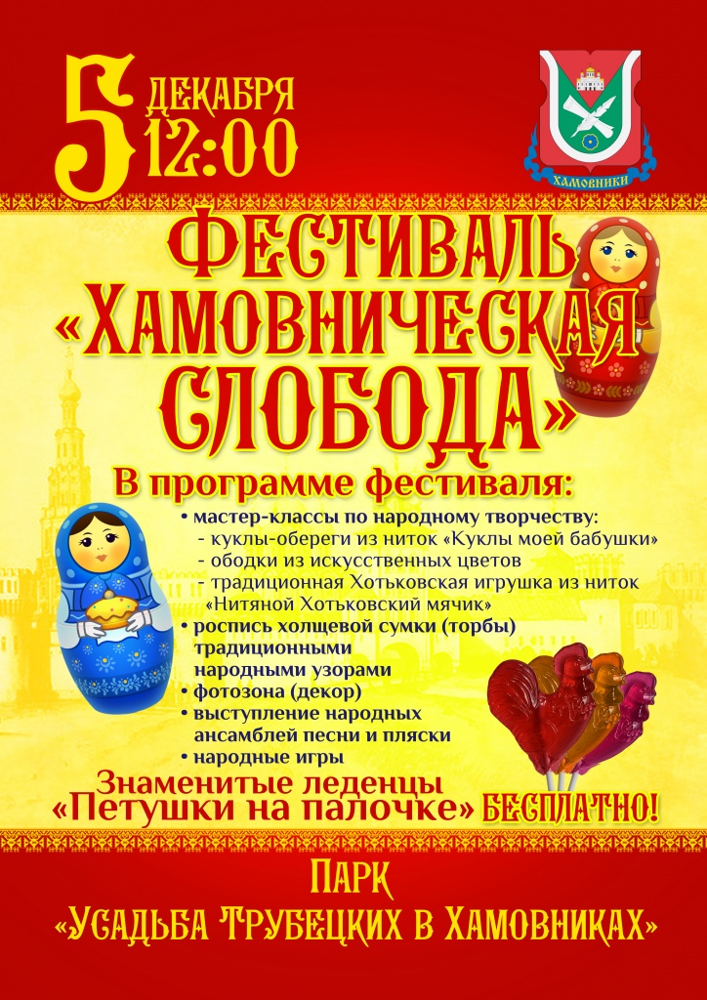 5 ДЕКАБРЯ
12:00
ХАМОВНИКИ
ФЕСТИВАЛЬ
«ХАМОВНИЧЕСКАЯ
СЛОБОДА»
В программе фестиваля:
• мастер-классы по народному творчеству:
- куклы-обереги из ниток «Куклы моей бабушки»
- ободки из искусственных цветов
- традиционная Хотьковская игрушка из ниток
«Нитяной Хотьковский мячик»
• роспись холщевой сумки (торбы)
традиционными
народными узорами
• фотозона (декор)
• выступление народных
ансамблей песни и пляски
• народные игры
Знаменитые леденцы
«Петушки на палочке» БЕСПЛАТНО!
ПАРК
«УСАДЬБА ТРУБЕЦКИХ В ХАМОВНИКАХ»